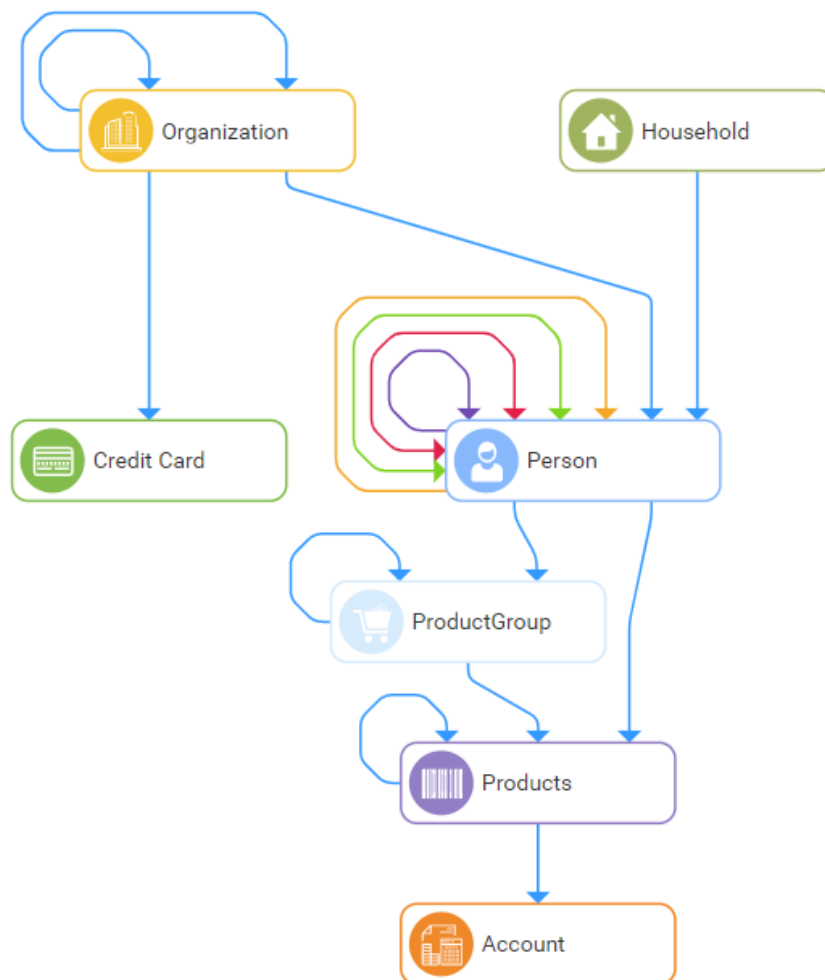 Organization
Household
Credit Card
Person
ProductGroup
Products
Account